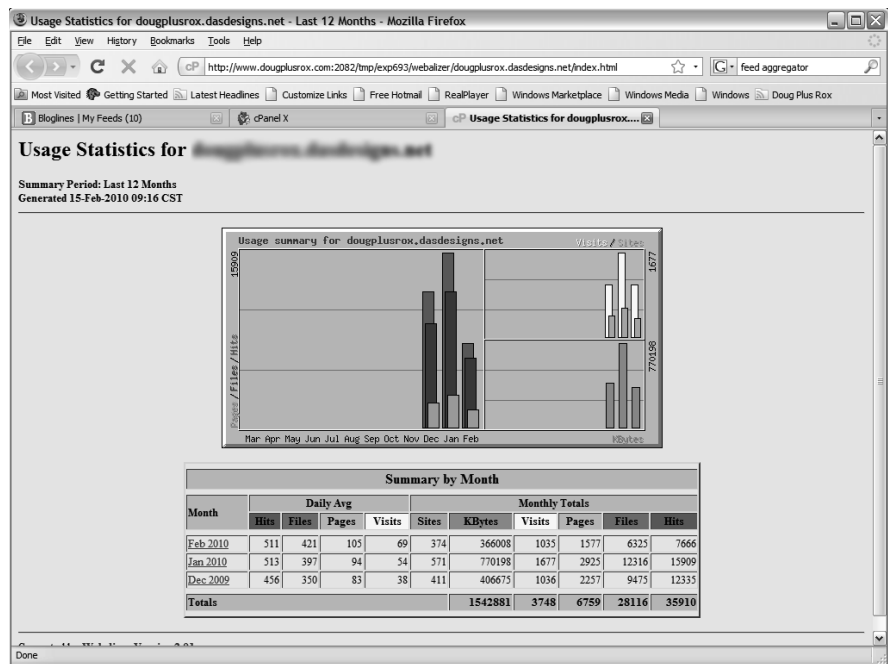 Usage Statistics for dougplusrox.dasdesigns.net - Last 12 Months - Mozilla Firefox
File Edit View History Bookmarks Tools Help
cP http://www.dougplusrox.com:2082/tmp/exp693/webalizer/dougplusrox.dasdesigns.net/index.html G feed aggregator
Most Visited Getting Started Latest Headlines Customize Links Free Hotmail RealPlayer Windows Marketplace Windows Media Windows Doug Plus Rox
B Bloglines | My Feeds (10) cPanel X cP Usage Statistics for dougplusrox....
Usage Statistics for
Summary Period: Last 12 Months
Generated 15-Feb-2010 09:16 CST
Usage summary for dougplusrox.dasdesigns.net Visits / Sites
15909 1677
Pages / Files / Hits 770198
Mar Apr May Jun Jul Aug Sep Oct Nov Dec Jan Feb KBytes
Summary by Month
Month Daily Avg Monthly Totals
Hits Files Pages Visits Sites KBytes Visits Pages Files Hits
Feb 2010 511 421 105 69 374 366008 1035 1577 6325 7666
Jan 2010 513 397 94 54 571 770198 1677 2925 12316 15909
Dec 2009 456 350 83 38 411 406675 1036 2257 9475 12335
Totals 1542881 3748 6759 28116 35910
Done